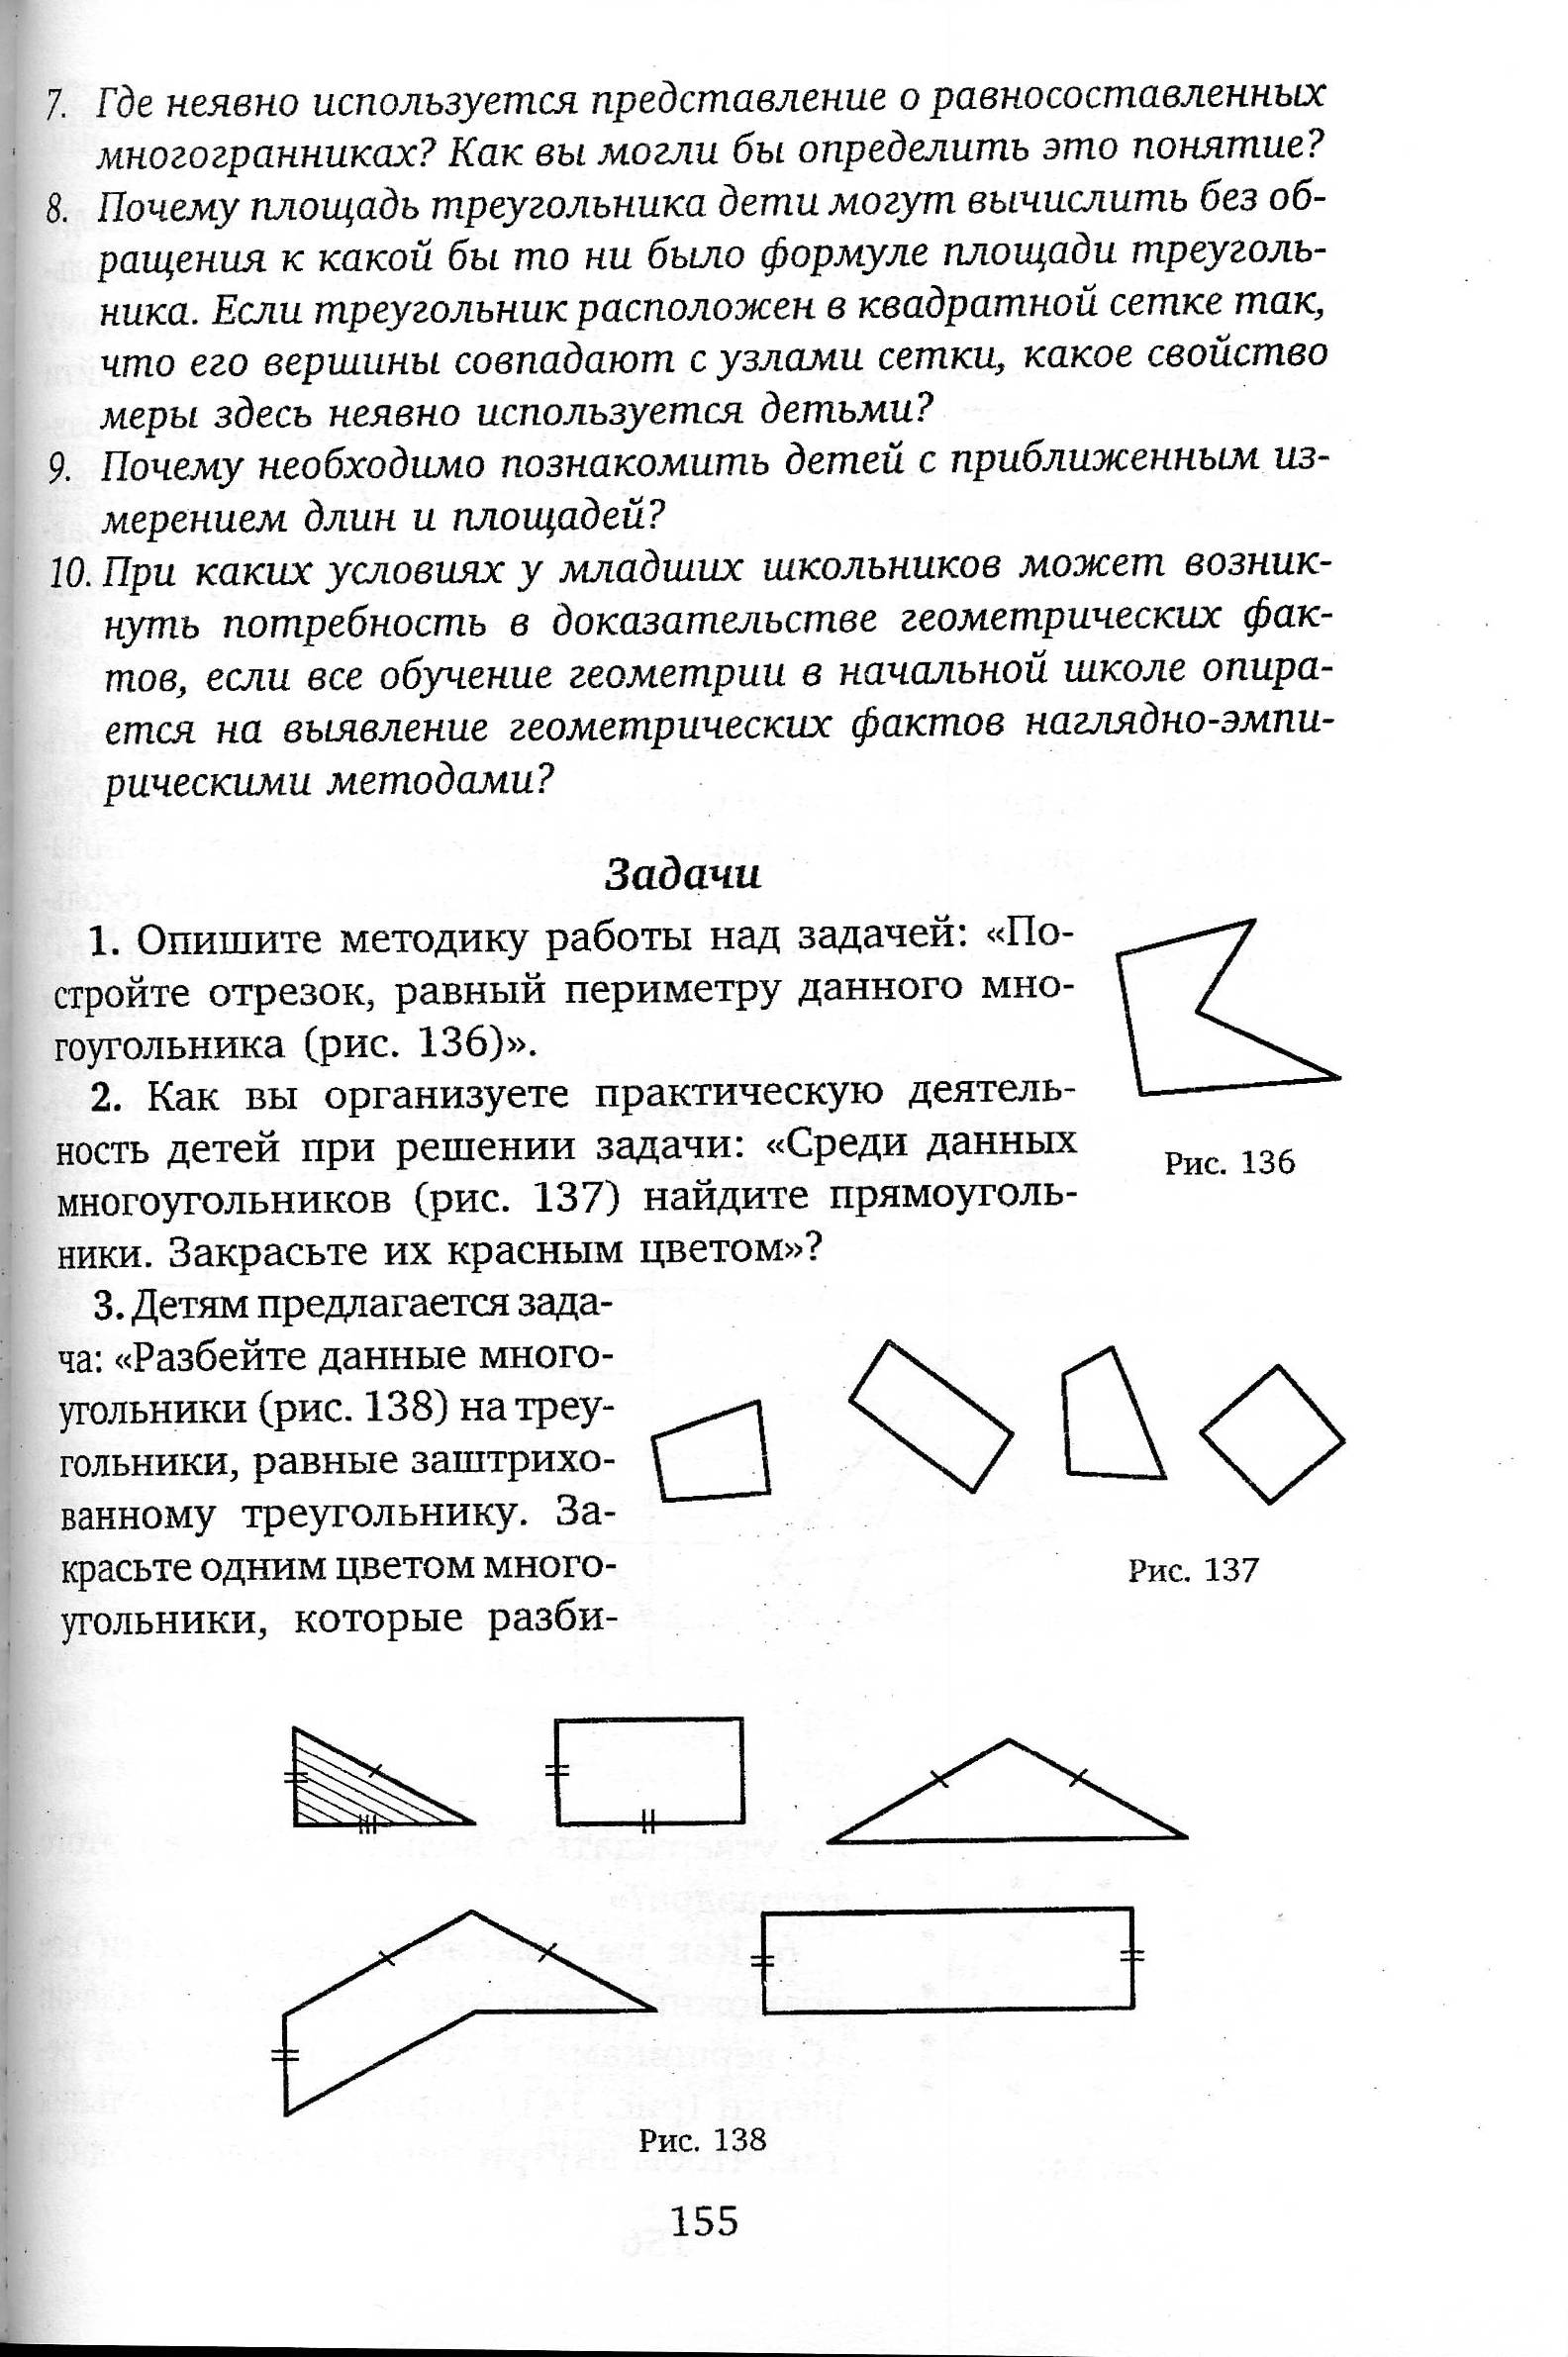 7. Где неявно используется представление о равносоставленных
многогранниках? Как вы могли бы определить это понятие?
8. Почему площадь треугольника дети могут вычислить без об-
ращения к какой бы то ни было формуле площади треуголь-
ника. Если треугольник расположен в квадратной сетке так,
что его вершины совпадают с узлами сетки, какое свойство
меры здесь неявно используется детьми?
9. Почему необходимо познакомить детей с приближенным из-
мерением длин и площадей?
10. При каких условиях у младших школьников может возник-
нуть потребность в доказательстве геометрических фак-
тов, если все обучение геометрии в начальной школе опира-
ется на выявление геометрических фактов наглядно-эмпи-
рическими методами?
Задачи
1. Опишите методику работы над задачей: «По-
стройте отрезок, равный периметру данного мно-
гоугольника (рис. 136)».
2. Как вы организуете практическую деятель-
ность детей при решении задачи: «Среди данных
многоугольников (рис. 137) найдите прямоуголь-
ники. Закрасьте их красным цветом»?
Рис. 136
3. Детям предлагается зада-
ча: «Разбейте данные много-
угольники (рис. 138) на треу-
гольники, равные заштрихо-
ванному треугольнику. За-
красьте одним цветом много-
угольники, которые разби-
Рис. 137
Рис. 138
155